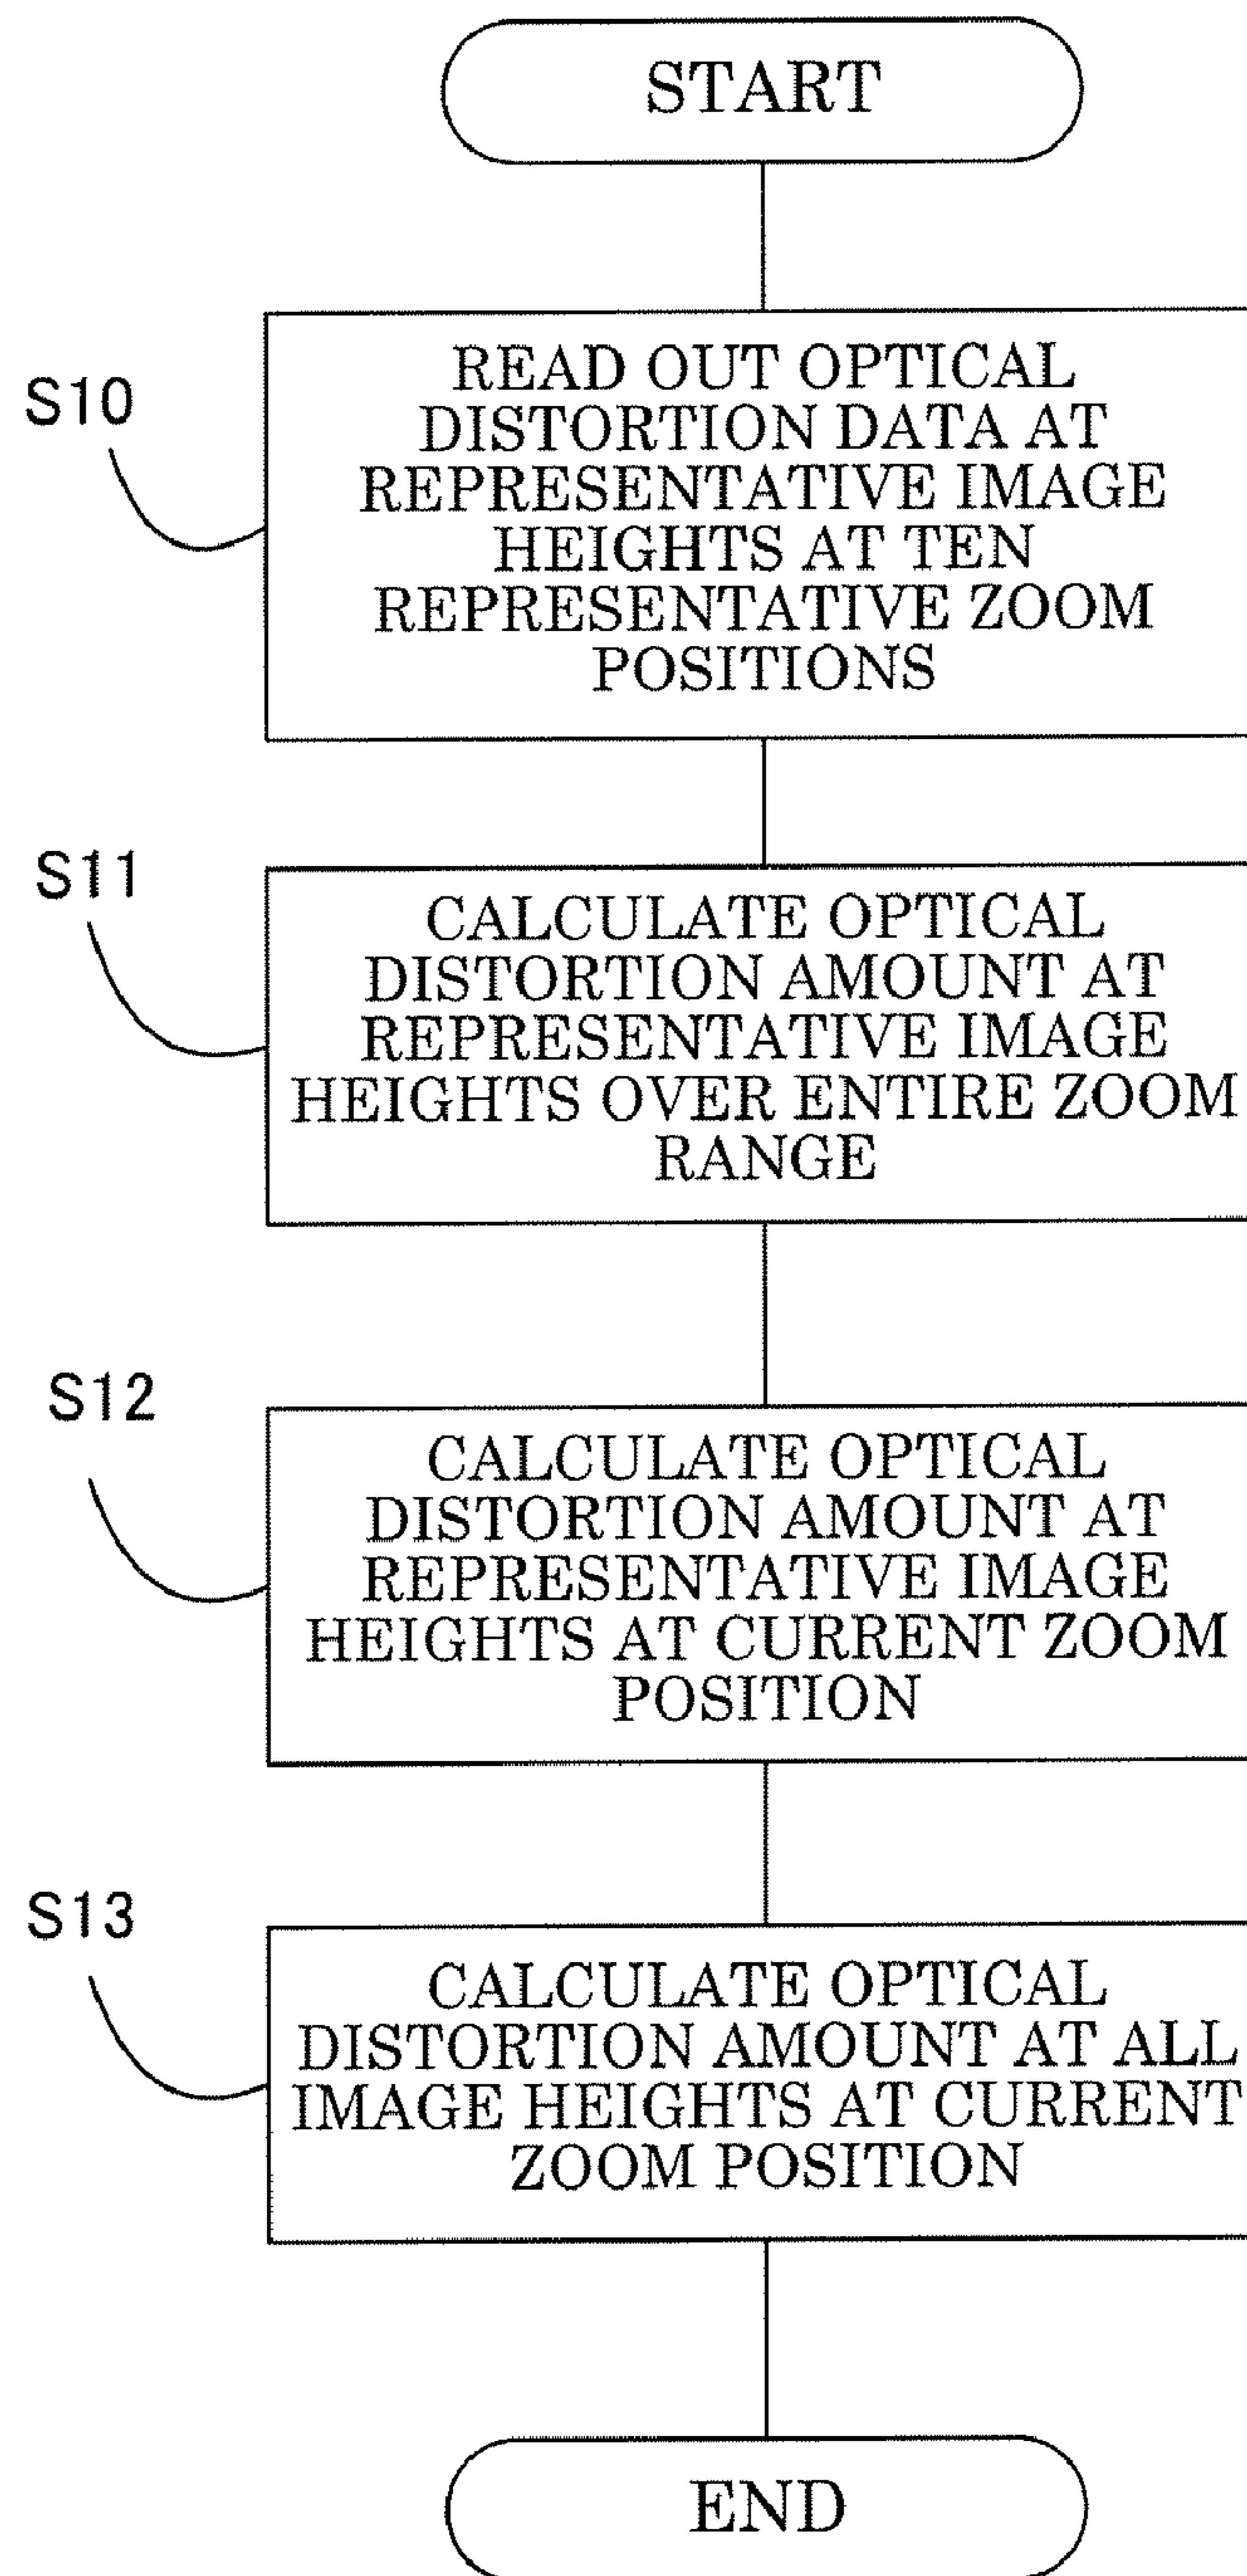 START
S10
READ OUT OPTICAL
DISTORTION DATA AT
REPRESENTATIVE IMAGE
HEIGHTS AT TEN
REPRESENTATIVE ZOOM
POSITIONS
S11
CALCULATE OPTICAL
DISTORTION AMOUNT AT
REPRESENTATIVE IMAGE
HEIGHTS OVER ENTIRE ZOOM
RANGE
S12
CALCULATE OPTICAL
DISTORTION AMOUNT AT
REPRESENTATIVE IMAGE
HEIGHTS AT CURRENT ZOOM
POSITION
S13
CALCULATE OPTICAL
DISTORTION AMOUNT AT ALL
IMAGE HEIGHTS AT CURRENT
ZOOM POSITION
END